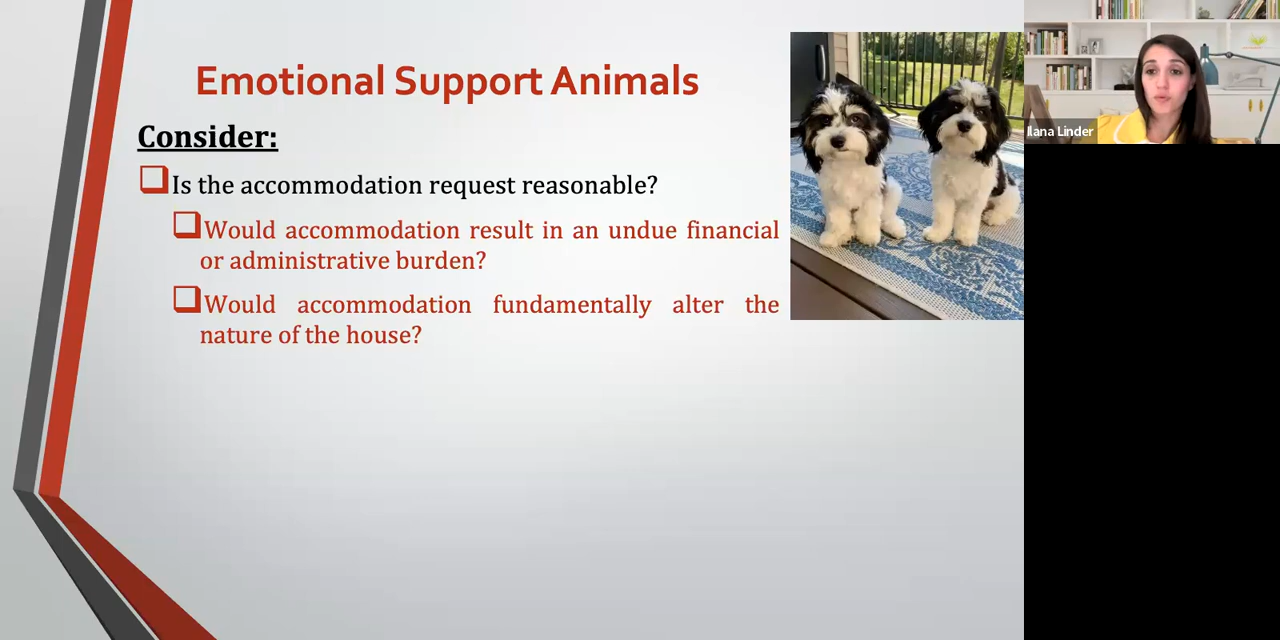 Emotional Support Animals
Consider:
Is the accommodation request reasonable?
Would accommodation result in an undue financial
or administrative burden?
Would accommodation fundamentally alter the
nature of the house?
Ilana Linder